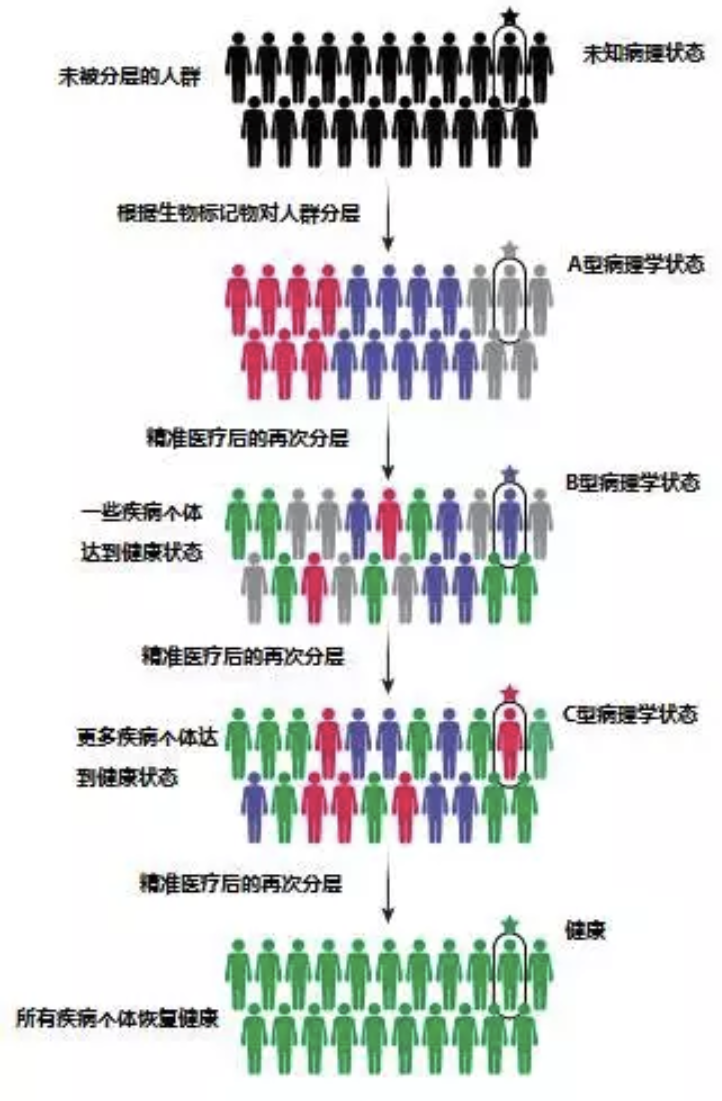 未被分层的人群
未知病理状态
根据生物标记物对人群分层
A型病理学状态
精准医疗后的再次分层
B型病理学状态
一些疾病个体
达到健康状态
精准医疗后的再次分层
C型病理学状态
更多疾病个体达
到健康状态
精准医疗后的再次分层
健康
所有疾病个体恢复健康